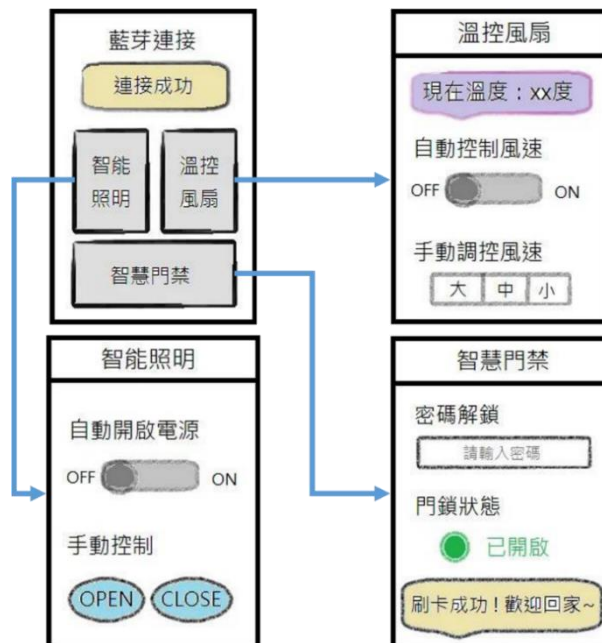 藍芽連接
連接成功
智能
照明
溫控
風扇
智慧門禁
溫控風扇
現在溫度：xx度
自動控制風速
OFF ON
手動調控風速
大 中 小
智能照明
自動開啟電源
OFF ON
手動控制
OPEN CLOSE
智慧門禁
密碼解鎖
請輸入密碼
門鎖狀態
已開啟
刷卡成功！歡迎回家~